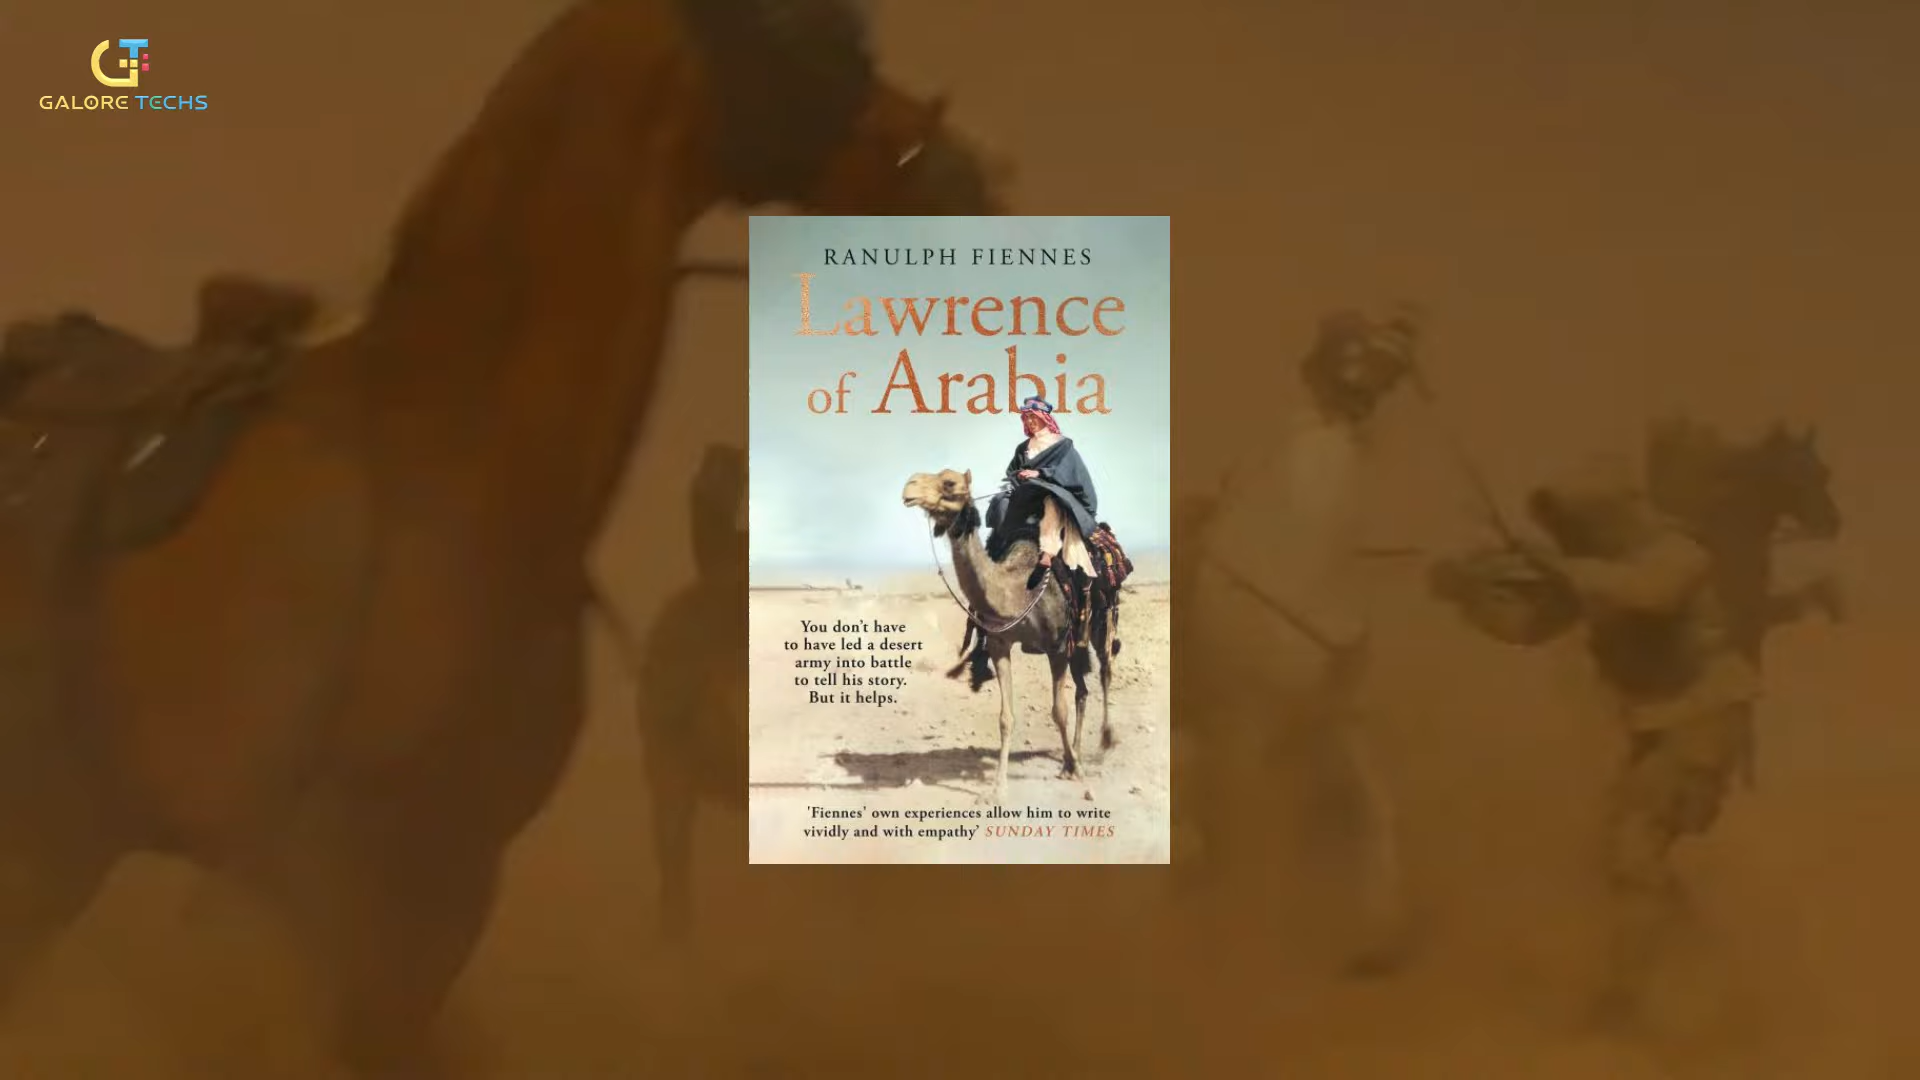 GALORE TECHS
RANULPH FIENNES
Lawrence
of Arabia
You don't have
to have led a desert
army into battle
to tell his story.
But it helps.
'Fiennes' own experiences allow him to write
vividly and with empathy' SUNDAY TIMES